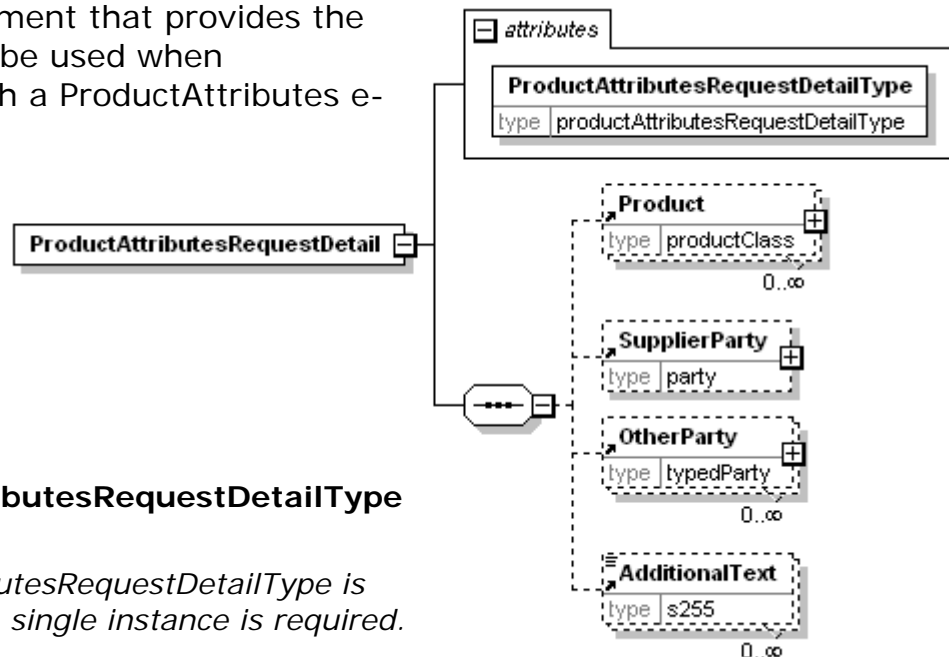 ment that provides the
be used when
h a ProductAttributes e-
attributes
ProductAttributesRequestDetailType
type productAttributesRequestDetailType
ProductAttributesRequestDetail
Product
type productClass
0..∞
SupplierParty
type party
OtherParty
type typedParty
0..∞
AdditionalText
type s255
0..∞
ibutesRequestDetailType
utesRequestDetailType is
single instance is required.